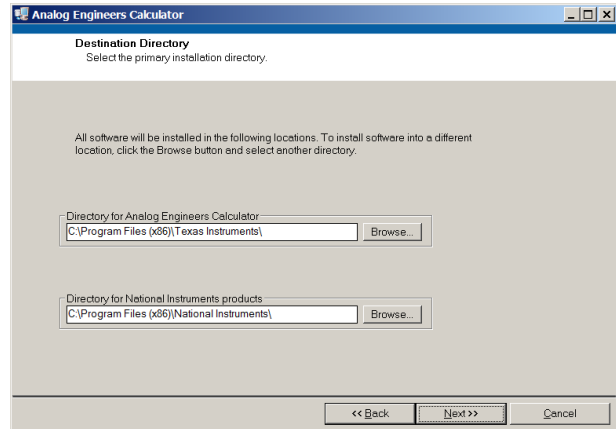 Analog Engineers Calculator
Destination Directory
Select the primary installation directory.
All software will be installed in the following locations. To install software into a different
location, click the Browse button and select another directory.
Directory for Analog Engineers Calculator
C:\Program Files (x86)\Texas Instruments\
Browse...
Directory for National Instruments products
C:\Program Files (x86)\National Instruments\
Browse...
<< Back
Next >>
Cancel